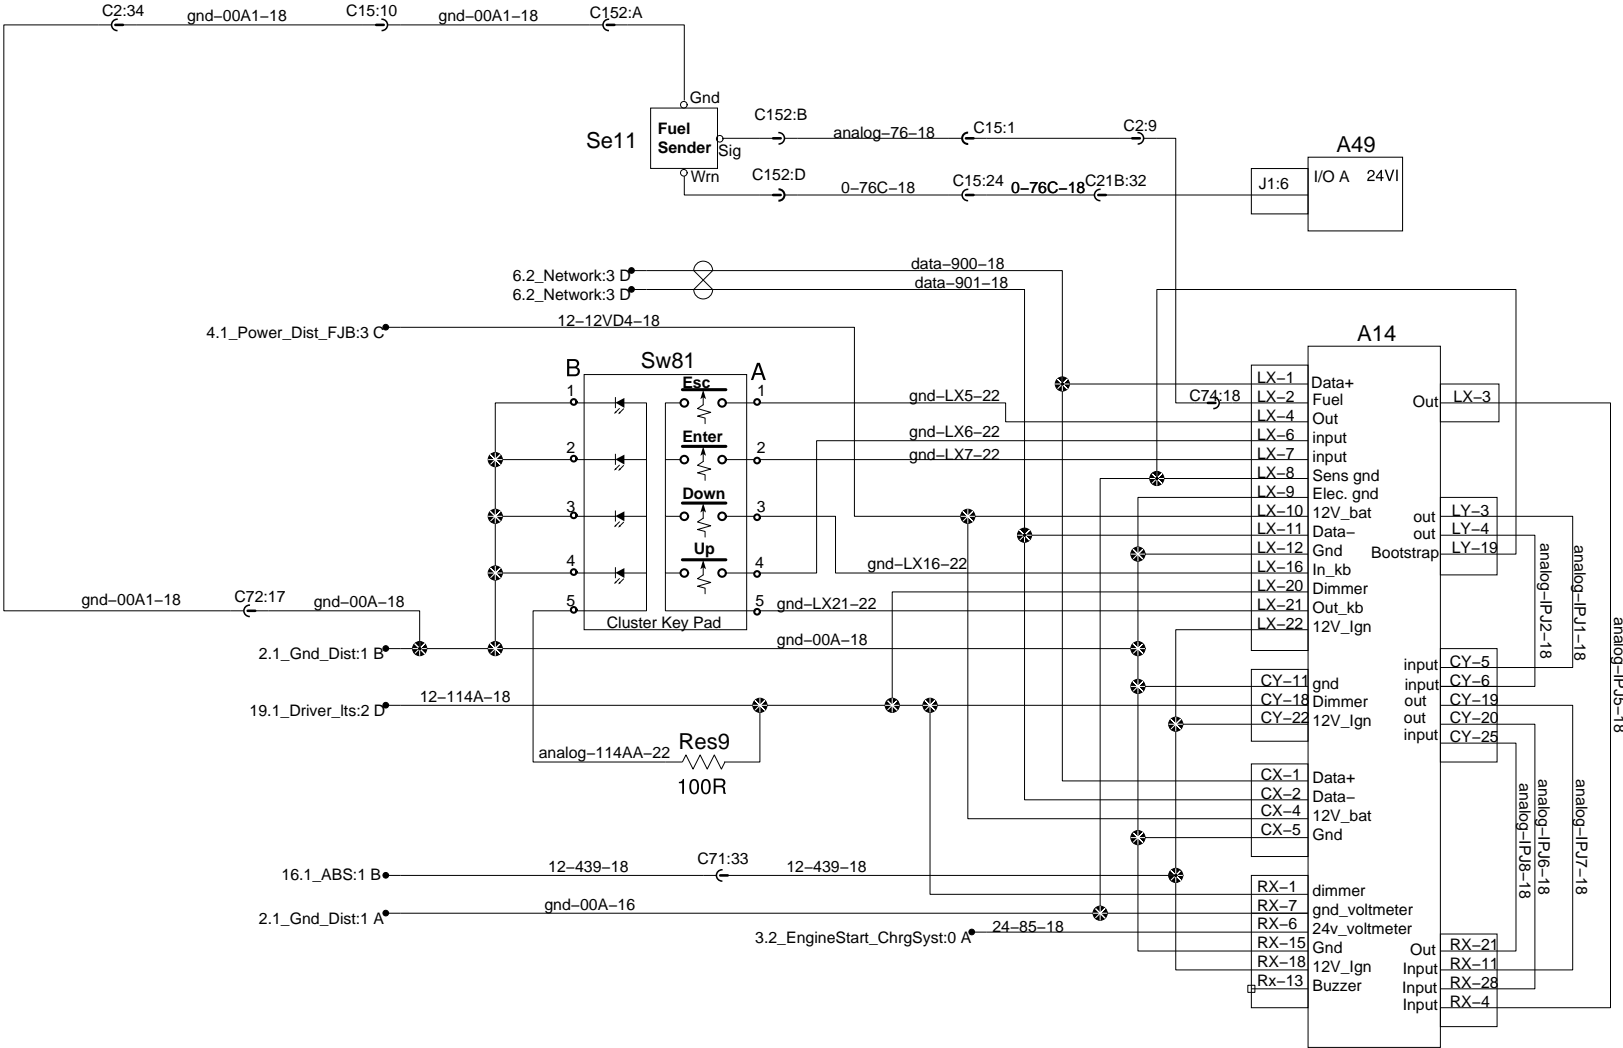 C2:34
gnd-00A1-18
C15:10
gnd-00A1-18
C152:A
Gnd
Se11
Fuel
Sender
Sig
Wrn
C152:B
analog-76-18
C15:1
C2:9
C152:D
0-76C-18
C15:24
0-76C-18
C21B:32
A49
J1:6
I/O A
24VI
6.2_Network:3 D
data-900-18
6.2_Network:3 D
data-901-18
4.1_Power_Dist_FJB:3 C
12-12VD4-18
Sw81
B
A
1
Esc
1
2
Enter
2
3
Down
3
4
Up
4
5
5
Cluster Key Pad
gnd-LX5-22
gnd-LX6-22
gnd-LX7-22
gnd-LX16-22
gnd-LX21-22
C74:18
gnd-00A1-18
C72:17
gnd-00A-18
2.1_Gnd_Dist:1 B
gnd-00A-18
19.1_Driver_lts:2 D
12-114A-18
analog-114AA-22
Res9
100R
16.1_ABS:1 B
12-439-18
C71:33
12-439-18
2.1_Gnd_Dist:1 A
gnd-00A-16
3.2_EngineStart_ChrgSyst:0 A
24-85-18
A14
LX-1 Data+
LX-2 Fuel
LX-4 Out
LX-6 input
LX-7 input
LX-8 Sens gnd
LX-9 Elec. gnd
LX-10 12V_bat
LX-11 Data-
LX-12 Gnd
LX-16 In_kb
LX-20 Dimmer
LX-21 Out_kb
LX-22 12V_Ign
CY-11 gnd
CY-18 Dimmer
CY-22 12V_Ign
CX-1 Data+
CX-2 Data-
CX-4 12V_bat
CX-5 Gnd
RX-1 dimmer
RX-7 gnd_voltmeter
RX-6 24v_voltmeter
RX-15 Gnd
RX-18 12V_Ign
Rx-13 Buzzer
Out LX-3
out LY-3
out LY-4
Bootstrap LY-19
input CY-5
input CY-6
out CY-19
out CY-20
input CY-25
Out RX-21
Input RX-11
Input RX-28
Input RX-4
analog-IPJ2-18
analog-IPJ1-18
analog-IPJ5-18
analog-IPJ8-18
analog-IPJ6-18
analog-IPJ7-18